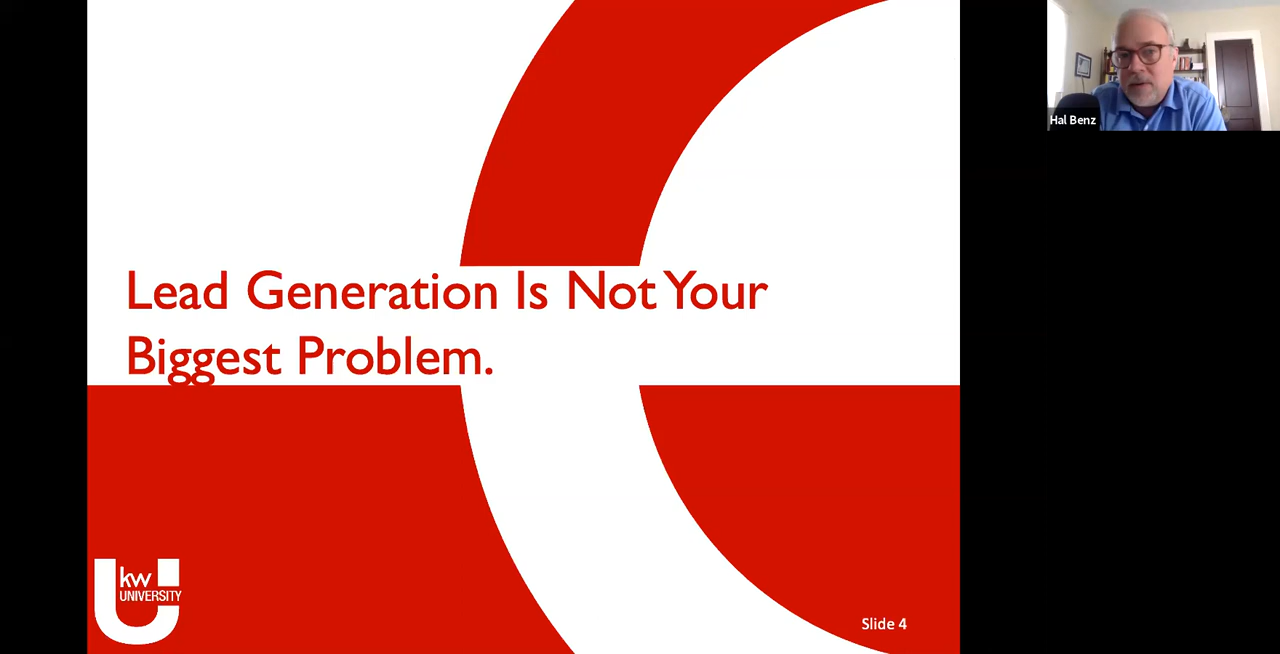 Lead Generation Is Not Your
Biggest Problem.
Hal Benz
kw
UNIVERSITY
Slide 4